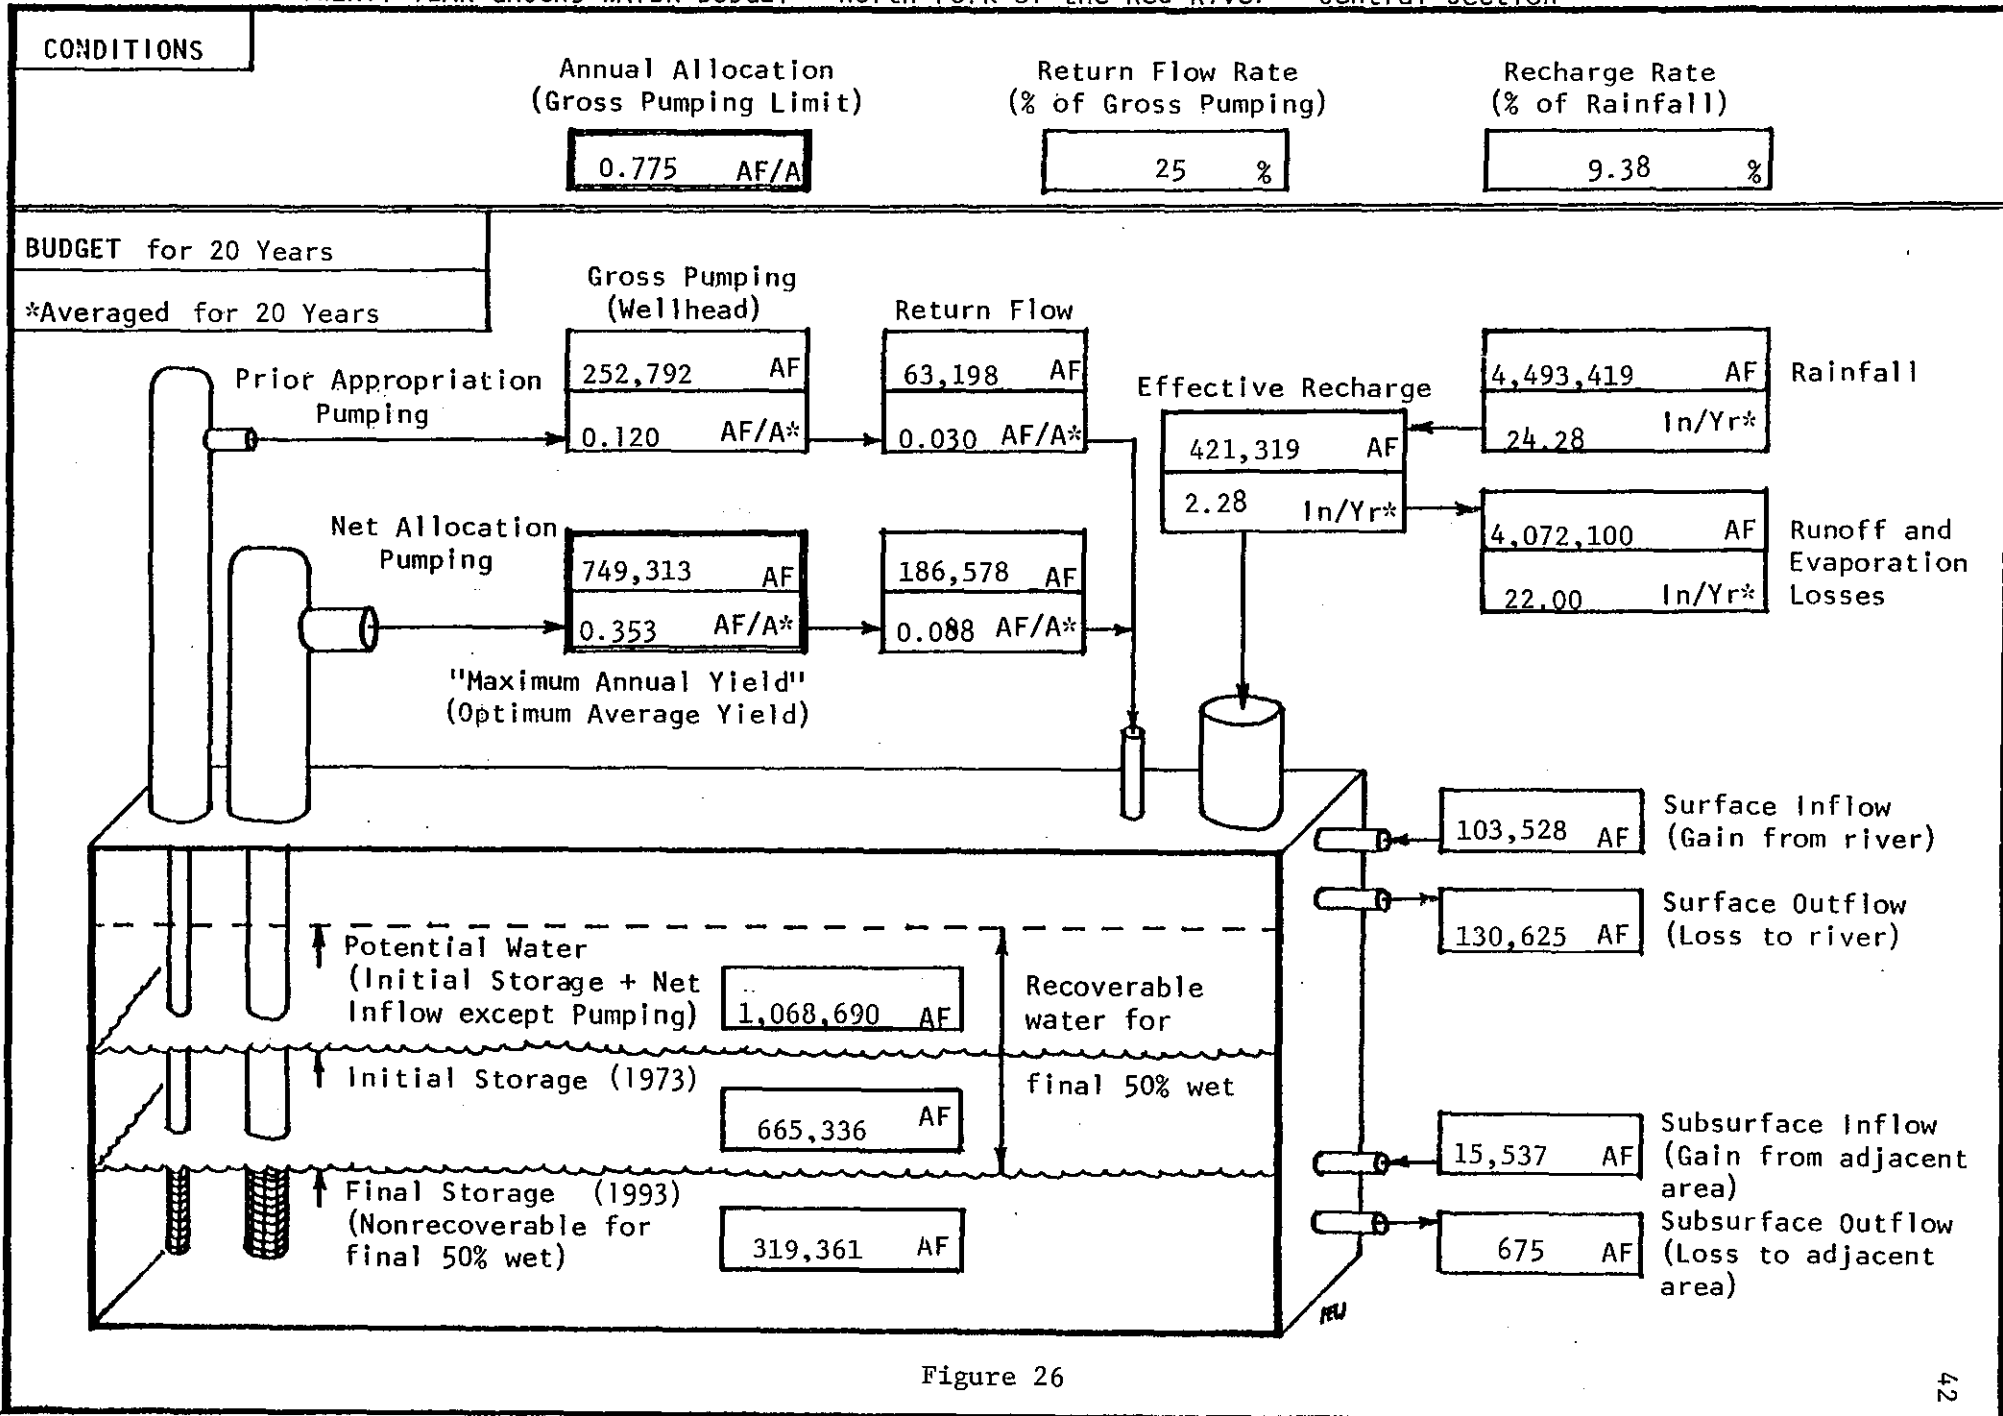 CONDITIONS
Annual Allocation
(Gross Pumping Limit)
0.775 AF/A
Return Flow Rate
(% of Gross Pumping)
25 %
Recharge Rate
(% of Rainfall)
9.38 %
BUDGET for 20 Years
*Averaged for 20 Years
Gross Pumping
(Wellhead)
Return Flow
Prior Appropriation
Pumping
252,792 AF
0.120 AF/A*
63,198 AF
0.030 AF/A*
Effective Recharge
421,319 AF
2.28 In/Yr*
4,493,419 AF
24.28 In/Yr*
Rainfall
Net Allocation
Pumping
749,313 AF
0.353 AF/A*
186,578 AF
0.088 AF/A*
4,072,100 AF
22.00 In/Yr*
Runoff and
Evaporation
Losses
"Maximum Annual Yield"
(Optimum Average Yield)
103,528 AF
Surface Inflow
(Gain from river)
130,625 AF
Surface Outflow
(Loss to river)
Potential Water
(Initial Storage + Net
Inflow except Pumping)
1,068,690 AF
Recoverable
water for
final 50% wet
Initial Storage (1973)
665,336 AF
Final Storage (1993)
(Nonrecoverable for
final 50% wet)
319,361 AF
15,537 AF
Subsurface Inflow
(Gain from adjacent
area)
675 AF
Subsurface Outflow
(Loss to adjacent
area)
Figure 26
42